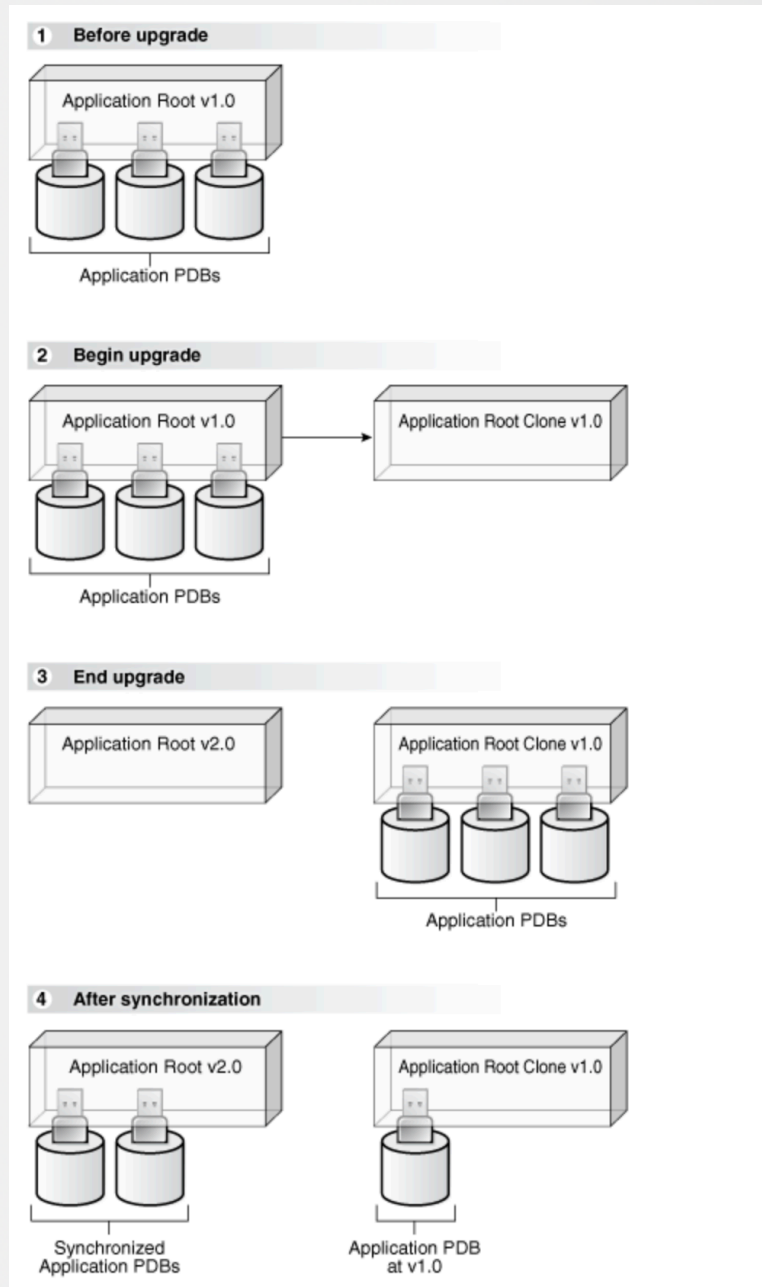 1 Before upgrade
Application Root v1.0
Application PDBs
2 Begin upgrade
Application Root v1.0
Application Root Clone v1.0
Application PDBs
3 End upgrade
Application Root v2.0
Application Root Clone v1.0
Application PDBs
4 After synchronization
Application Root v2.0
Application Root Clone v1.0
Synchronized
Application PDBs
Application PDB
at v1.0